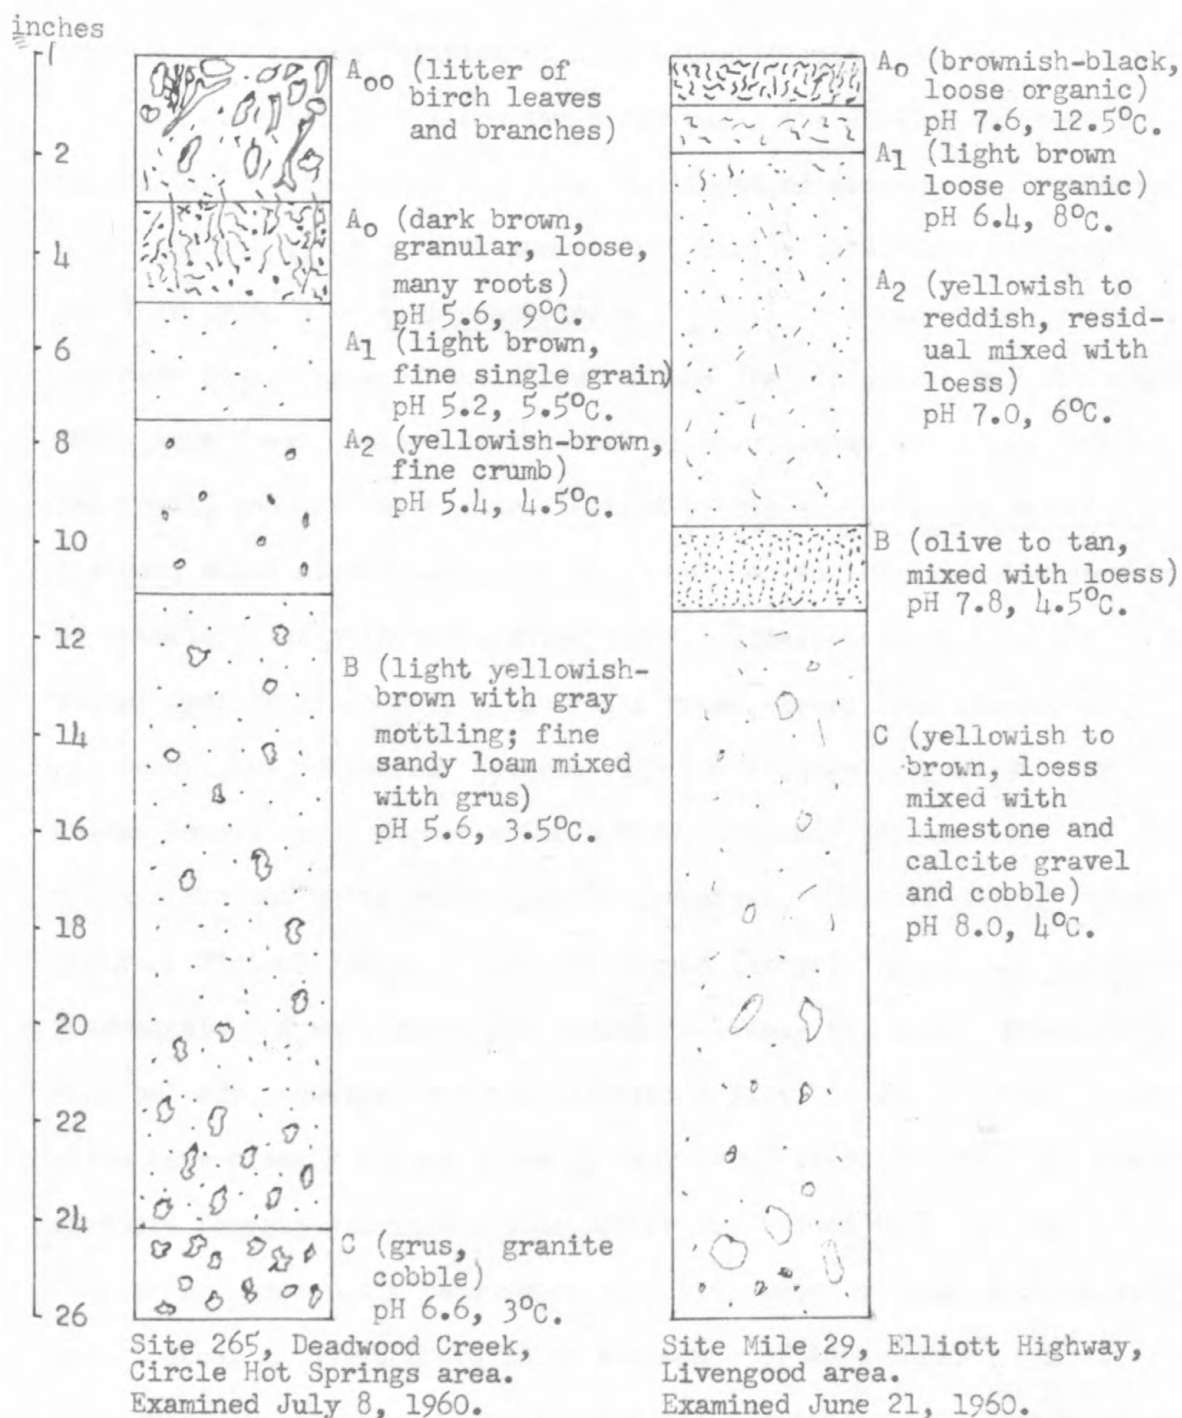 inches
2
4
6
8
10
12
14
16
18
20
22
24
26
A₀₀ (litter of
birch leaves
and branches)
A₀ (dark brown,
granular, loose,
many roots)
pH 5.6, 9°C.
A₁ (light brown,
fine single grain)
pH 5.2, 5.5°C.
A₂ (yellowish-brown,
fine crumb)
pH 5.4, 4.5°C.
B (light yellowish-
brown with gray
mottling; fine
sandy loam mixed
with grus)
pH 5.6, 3.5°C.
C (grus, granite
cobble)
pH 6.6, 3°C.
Site 265, Deadwood Creek,
Circle Hot Springs area.
Examined July 8, 1960.
A₀ (brownish-black,
loose organic)
pH 7.6, 12.5°C.
A₁ (light brown
loose organic)
pH 6.4, 8°C.
A₂ (yellowish to
reddish, resid-
ual mixed with
loess)
pH 7.0, 6°C.
B (olive to tan,
mixed with loess)
pH 7.8, 4.5°C.
C (yellowish to
brown, loess
mixed with
limestone and
calcite gravel
and cobble)
pH 8.0, 4°C.
Site Mile 29, Elliott Highway,
Livengood area.
Examined June 21, 1960.